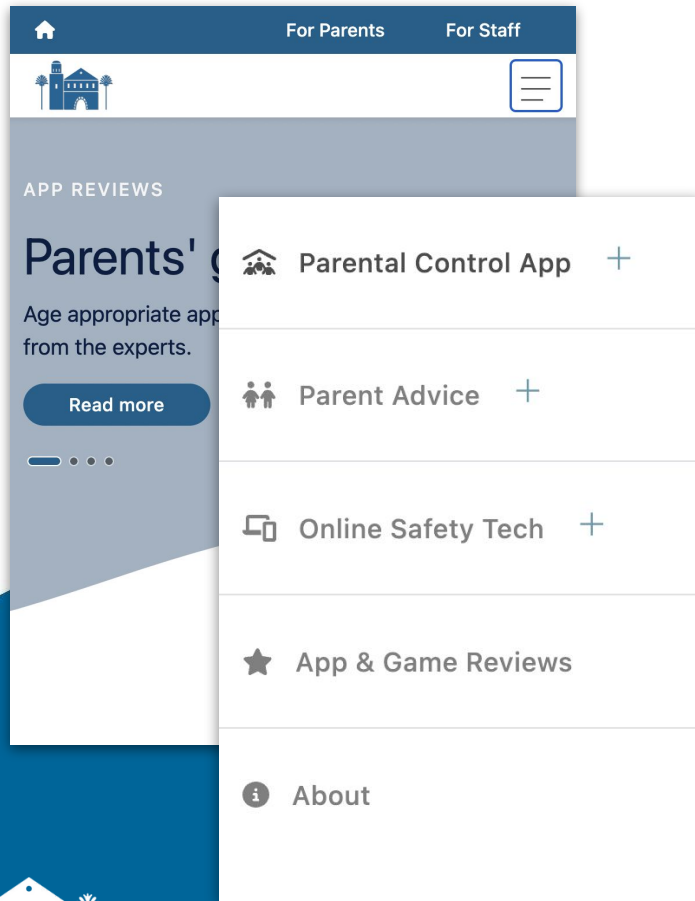 For Parents For Staff
APP REVIEWS
Parents'
Age appropriate app
from the experts.
Read more
Parental Control App
Parent Advice
Online Safety Tech
App & Game Reviews
About